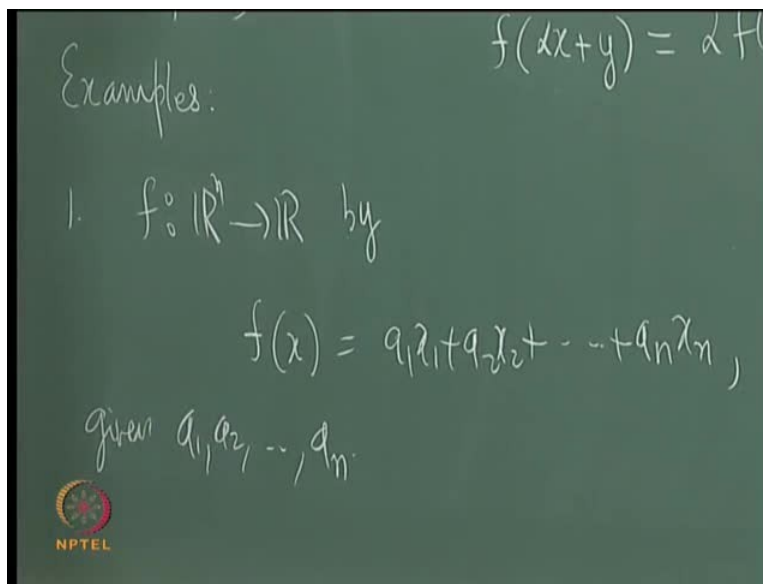 f(αx+y) = α f(
Examples:
1. f: ℝⁿ → ℝ by
f(x) = a₁x₁+a₂x₂+ - --+aₙxₙ,
given a₁,a₂, --, aₙ.
NPTEL